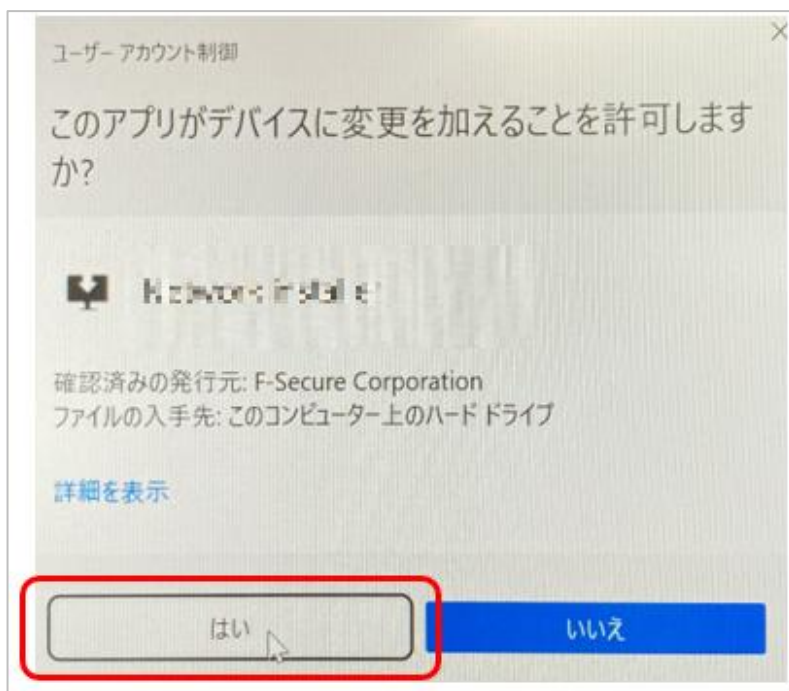 ユーザー アカウント制御
このアプリがデバイスに変更を加えることを許可します
か?
確認済みの発行元: F-Secure Corporation
ファイルの入手先: このコンピューター上のハード ドライブ
詳細を表示
はい
いいえ